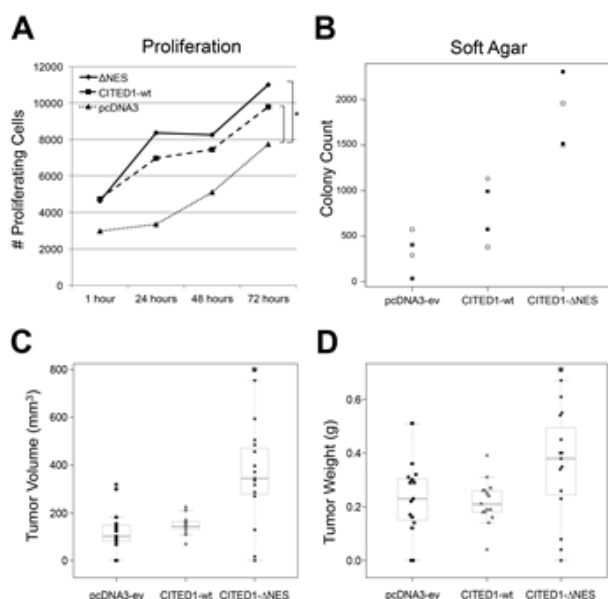 A
Proliferation
12000
10000
8000
6000
4000
2000
0
ΔNES
CITED1-wt
pcDNA3
*
# Proliferating Cells
1 hour 24 hours 48 hours 72 hours
B
Soft Agar
2000
1500
1000
500
0
Colony Count
pcDNA3-ev CITED1-wt CITED1-ΔNES
C
800
600
400
200
0
Tumor Volume (mm³)
pcDNA3-ev CITED1-wt CITED1-ΔNES
D
0.6
0.4
0.2
0.0
Tumor Weight (g)
pcDNA3-ev CITED1-wt CITED1-ΔNES